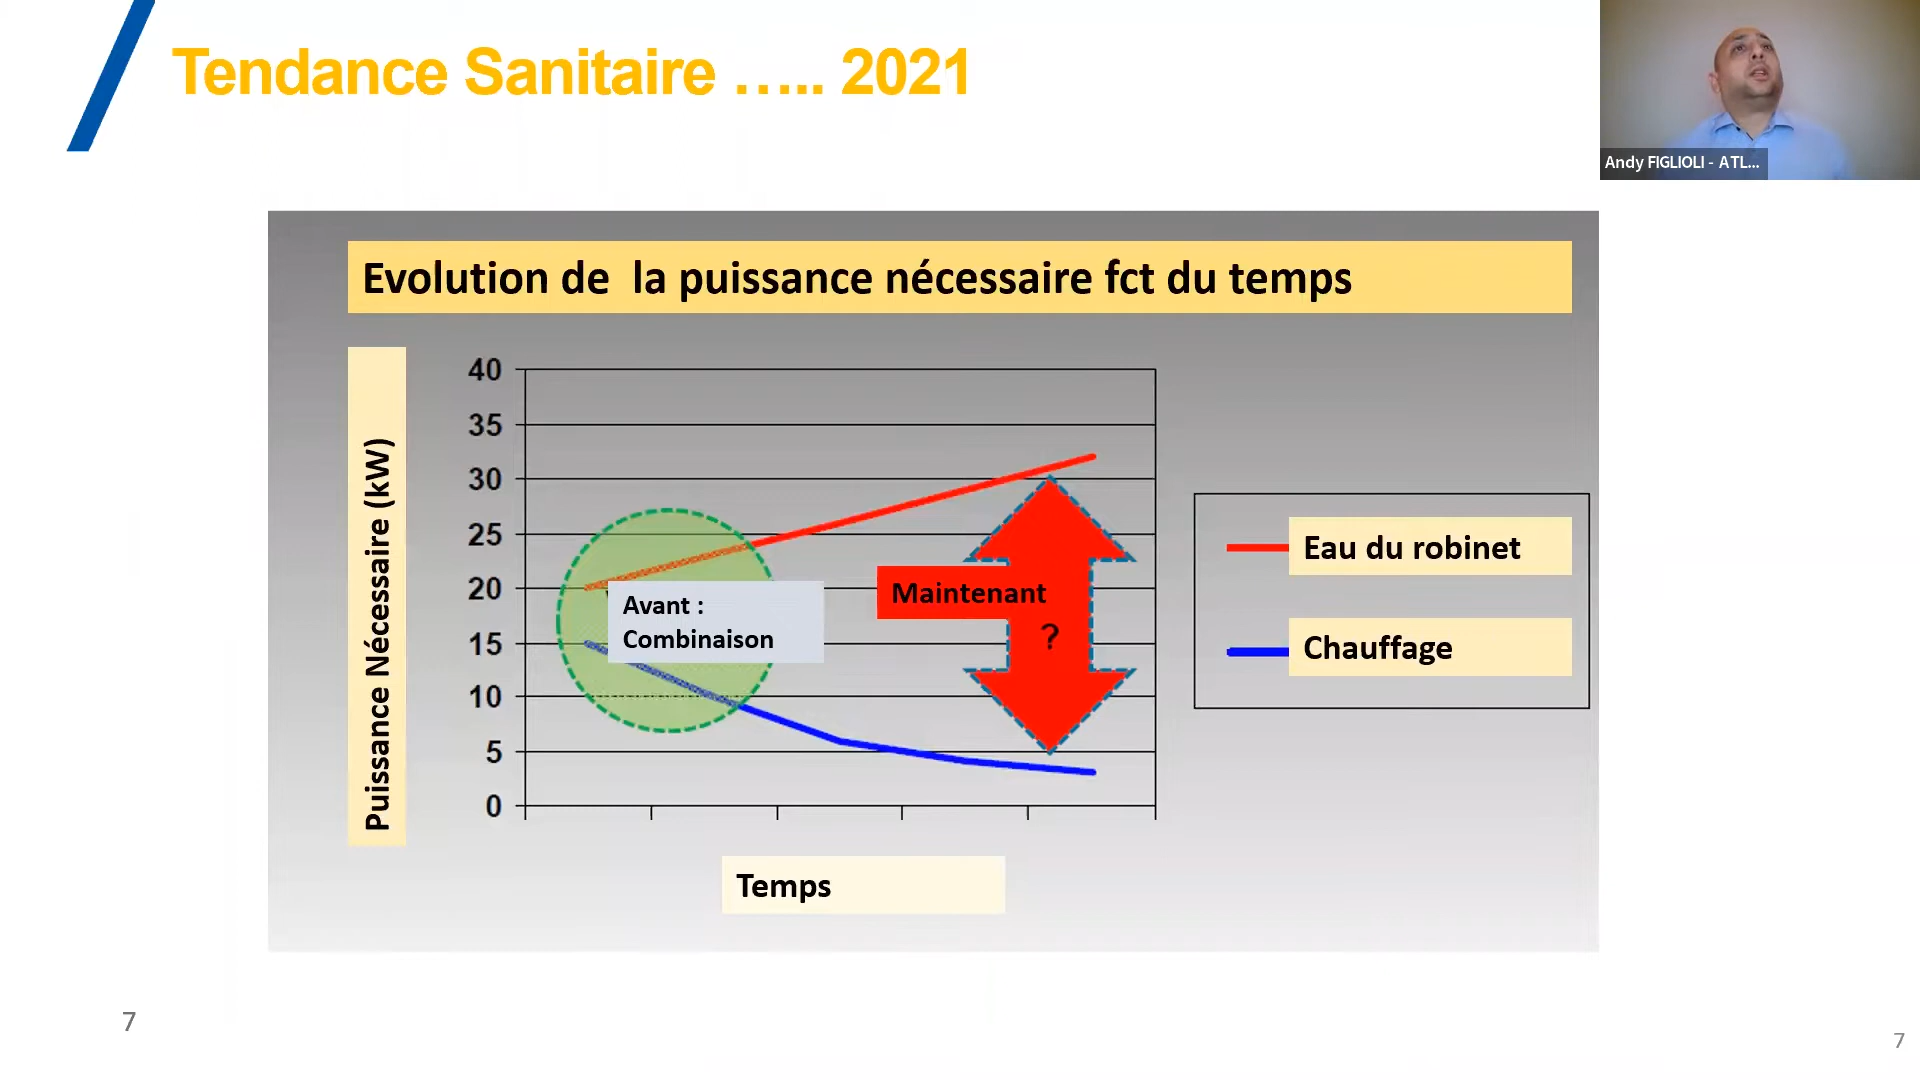 Tendance Sanitaire ….. 2021
Andy FIGLIOLI - ATL...
Evolution de  la puissance nécessaire fct du temps
Puissance Nécessaire (kW)
40
35
30
25
20
15
10
5
0
Avant :
Combinaison
Maintenant
?
Eau du robinet
Chauffage
Temps
7
7